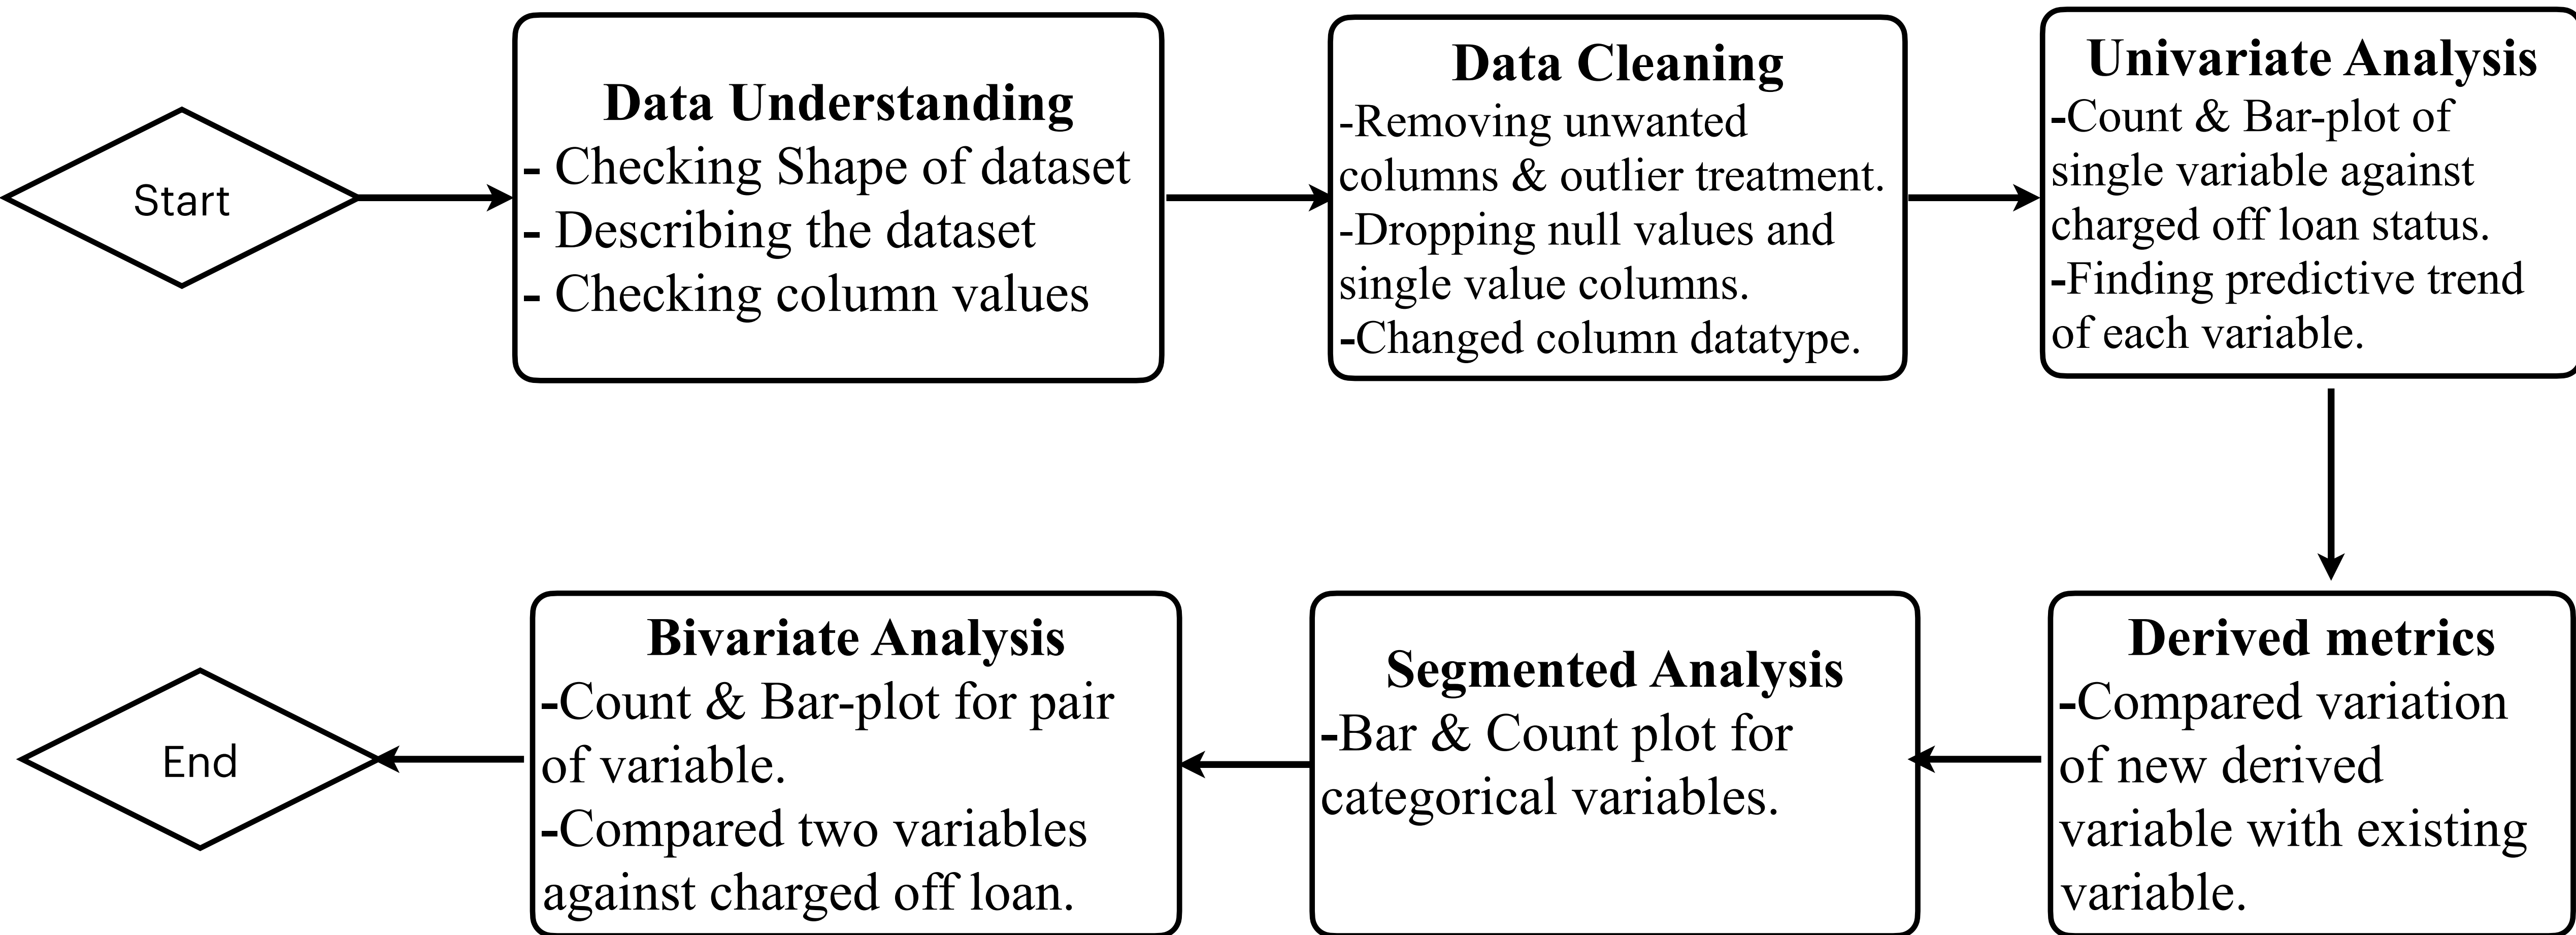 Start
Data Understanding
- Checking Shape of dataset
- Describing the dataset
- Checking column values
Data Cleaning
-Removing unwanted
columns & outlier treatment.
-Dropping null values and
single value columns.
-Changed column datatype.
Univariate Analysis
-Count & Bar-plot of
single variable against
charged off loan status.
-Finding predictive trend
of each variable.
Derived metrics
-Compared variation
of new derived
variable with existing
variable.
Segmented Analysis
-Bar & Count plot for
categorical variables.
Bivariate Analysis
-Count & Bar-plot for pair
of variable.
-Compared two variables
against charged off loan.
End